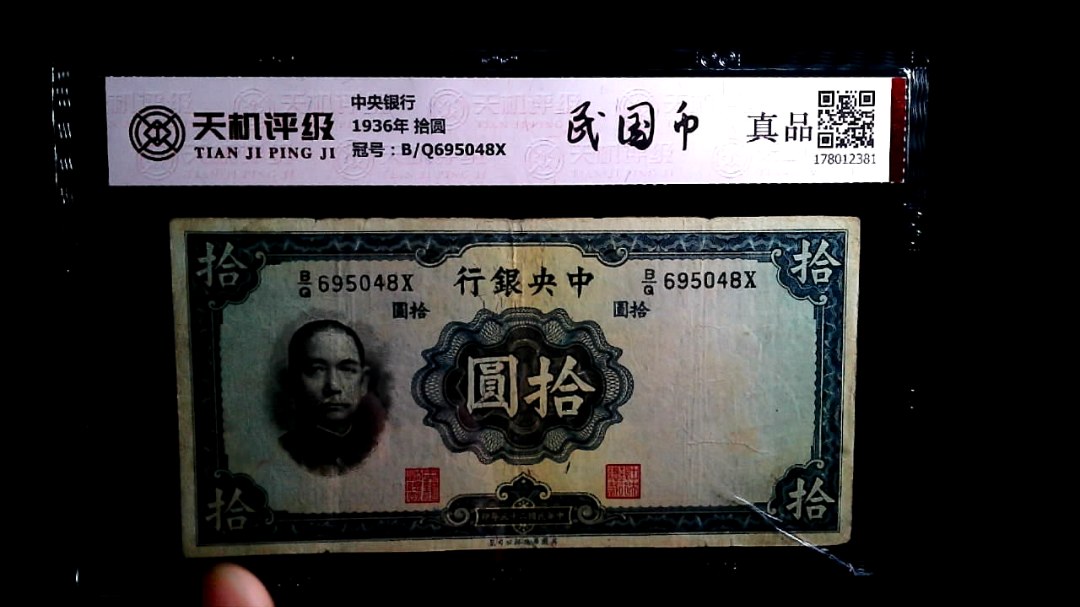 天机评级
TIAN JI PING JI
中央银行
1936年 拾圆
冠号：B/Q695048X
民国币
真品
178012381
拾
拾
B/Q 695048X
行銀央中
B/Q 695048X
圓拾
圓拾
圓拾
拾
拾